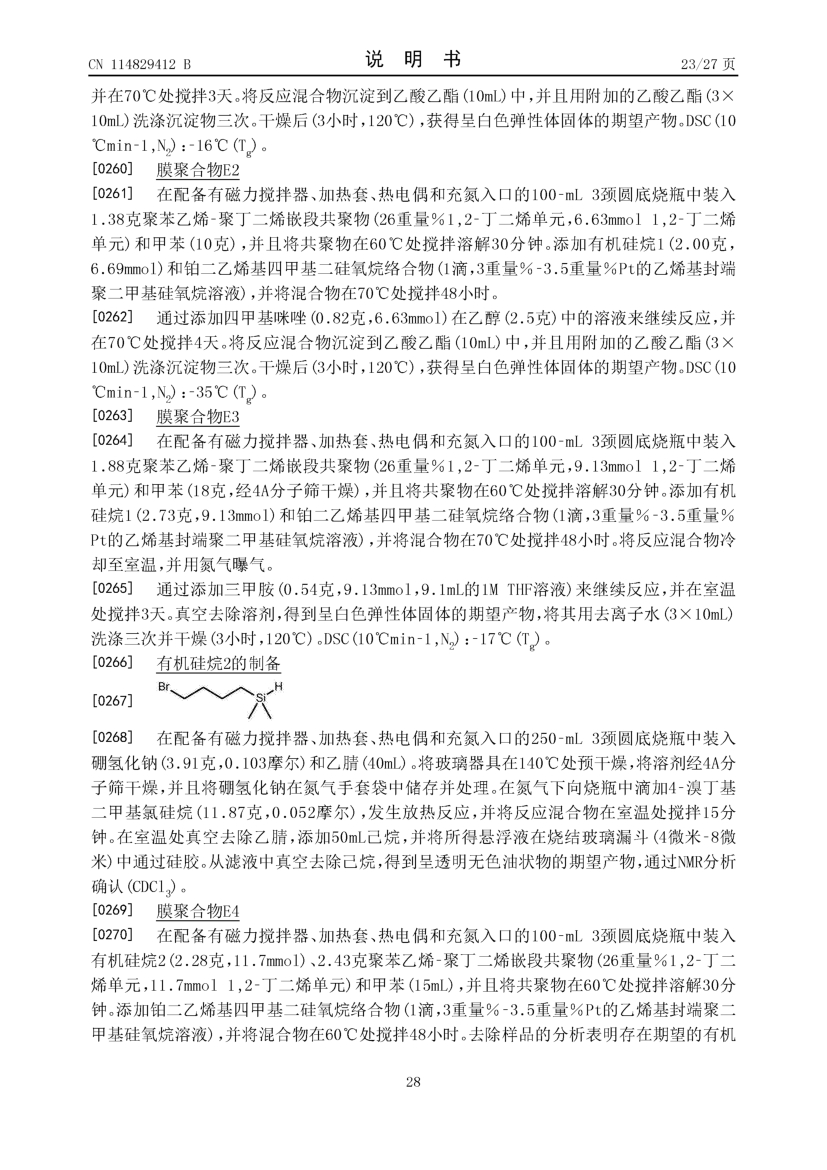 CN 114829412 B
说 明 书
23/27 页
并在70℃处搅拌3天。将反应混合物沉淀到乙酸乙酯(10mL)中,并且用附加的乙酸乙酯(3×
10mL)洗涤沉淀物三次。干燥后(3小时,120℃),获得呈白色弹性体固体的期望产物。DSC(10
℃min-1,N₂):-16℃(Tg)。
[0260] 膜聚合物E2
[0261] 在配备有磁力搅拌器、加热套、热电偶和充氮入口的100-mL 3颈圆底烧瓶中装入
1.38克聚苯乙烯-聚丁二烯嵌段共聚物(26重量%1,2-丁二烯单元,6.63mmol 1,2-丁二烯
单元)和甲苯(10克),并且将共聚物在60℃处搅拌溶解30分钟。添加有机硅烷1(2.00克,
6.69mmol)和铂二乙烯基四甲基二硅氧烷络合物(1滴,3重量%-3.5重量%Pt的乙烯基封端
聚二甲基硅氧烷溶液),并将混合物在70℃处搅拌48小时。
[0262] 通过添加四甲基咪唑(0.82克,6.63mmol)在乙醇(2.5克)中的溶液来继续反应,并
在70℃处搅拌4天。将反应混合物沉淀到乙酸乙酯(10mL)中,并且用附加的乙酸乙酯(3×
10mL)洗涤沉淀物三次。干燥后(3小时,120℃),获得呈白色弹性体固体的期望产物。DSC(10
℃min-1,N₂):-35℃(Tg)。
[0263] 膜聚合物E3
[0264] 在配备有磁力搅拌器、加热套、热电偶和充氮入口的100-mL 3颈圆底烧瓶中装入
1.88克聚苯乙烯-聚丁二烯嵌段共聚物(26重量%1,2-丁二烯单元,9.13mmol 1,2-丁二烯
单元)和甲苯(18克,经4A分子筛干燥),并且将共聚物在60℃处搅拌溶解30分钟。添加有机
硅烷1(2.73克,9.13mmol)和铂二乙烯基四甲基二硅氧烷络合物(1滴,3重量%-3.5重量%
Pt的乙烯基封端聚二甲基硅氧烷溶液),并将混合物在70℃处搅拌48小时。将反应混合物冷
却至室温,并用氮气曝气。
[0265] 通过添加三甲胺(0.54克,9.13mmol,9.1mL的1M THF溶液)来继续反应,并在室温
处搅拌3天。真空去除溶剂,得到呈白色弹性体固体的期望产物,将其用去离子水(3×10mL)
洗涤三次并干燥(3小时,120℃)。DSC(10℃min-1,N₂):-17℃(Tg)。
[0266] 有机硅烷2的制备
[0267] Br Si H
[0268] 在配备有磁力搅拌器、加热套、热电偶和充氮入口的250-mL 3颈圆底烧瓶中装入
硼氢化钠(3.91克,0.103摩尔)和乙腈(40mL)。将玻璃器具在140℃处预干燥,将溶剂经4A分
子筛干燥,并且将硼氢化钠在氮气手套袋中储存并处理。在氮气下向烧瓶中滴加4-溴丁基
二甲基氯硅烷(11.87克,0.052摩尔),发生放热反应,并将反应混合物在室温处搅拌15分
钟。在室温处真空去除乙腈,添加50mL己烷,并将所得悬浮液在烧结玻璃漏斗(4微米-8微
米)中通过硅胶。从滤液中真空去除己烷,得到呈透明无色油状物的期望产物,通过NMR分析
确认(CDCl₃)。
[0269] 膜聚合物E4
[0270] 在配备有磁力搅拌器、加热套、热电偶和充氮入口的100-mL 3颈圆底烧瓶中装入
有机硅烷2(2.28克,11.7mmol)、2.43克聚苯乙烯-聚丁二烯嵌段共聚物(26重量%1,2-丁二
烯单元,11.7mmol 1,2-丁二烯单元)和甲苯(15mL),并且将共聚物在60℃处搅拌溶解30分
钟。添加铂二乙烯基四甲基二硅氧烷络合物(1滴,3重量%-3.5重量%Pt的乙烯基封端聚二
甲基硅氧烷溶液),并将混合物在60℃处搅拌48小时。去除样品的分析表明存在期望的有机
28